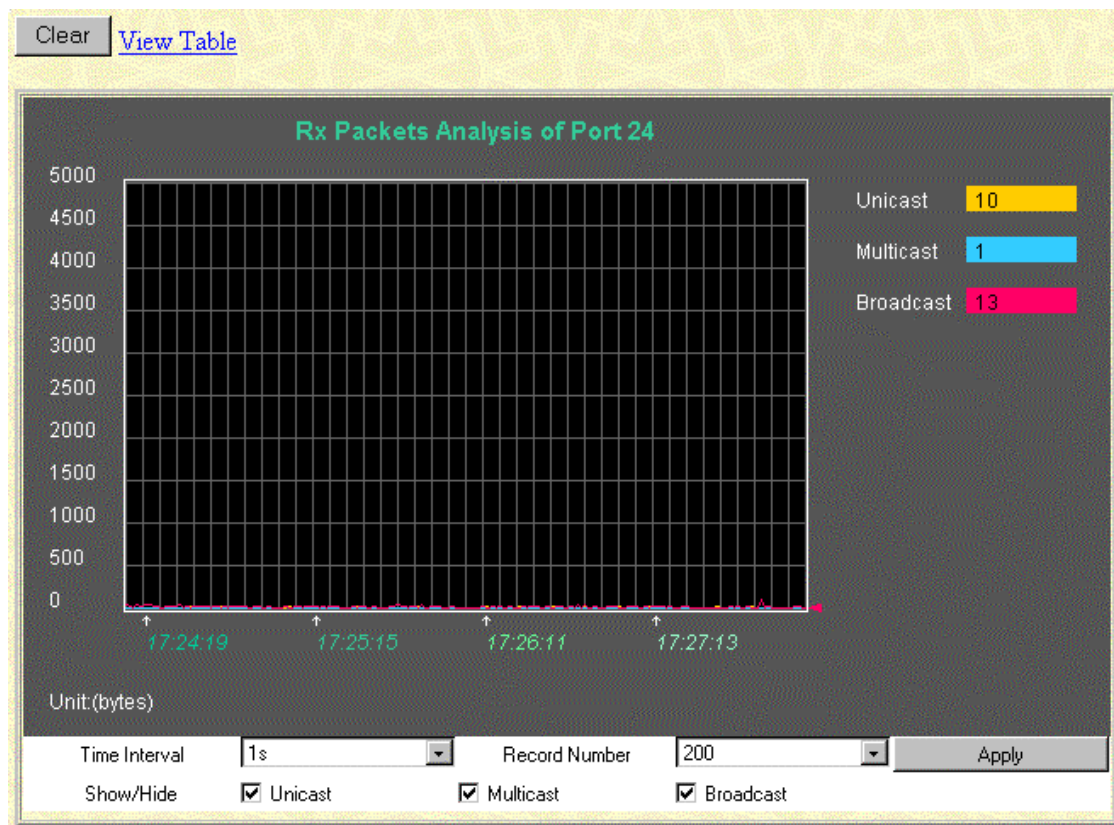 Clear View Table
Rx Packets Analysis of Port 24
5000
4500
4000
3500
3000
2500
2000
1500
1000
500
0
Unicast 10
Multicast 1
Broadcast 13
17:24:19 17:25:15 17:26:11 17:27:13
Unit:(bytes)
Time Interval 1s Record Number 200 Apply
Show/Hide Unicast Multicast Broadcast